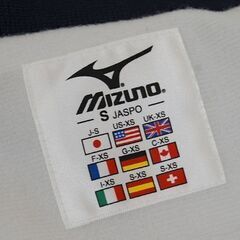 MIZUNO
S JASPO
J-S US-XS UK-XS
F-XS G-XS C-XS
I-XS S-XS S-XS